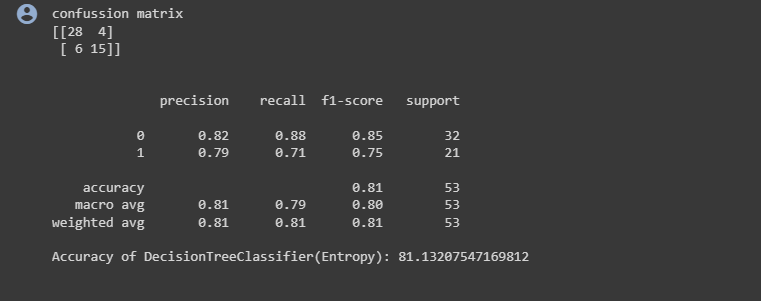 confussion matrix
[[28  4]
 [ 6 15]]
precision    recall  f1-score   support
0       0.82      0.88      0.85        32
1       0.79      0.71      0.75        21
accuracy                           0.81        53
macro avg       0.81      0.79      0.80        53
weighted avg       0.81      0.81      0.81        53
Accuracy of DecisionTreeClassifier(Entropy): 81.13207547169812